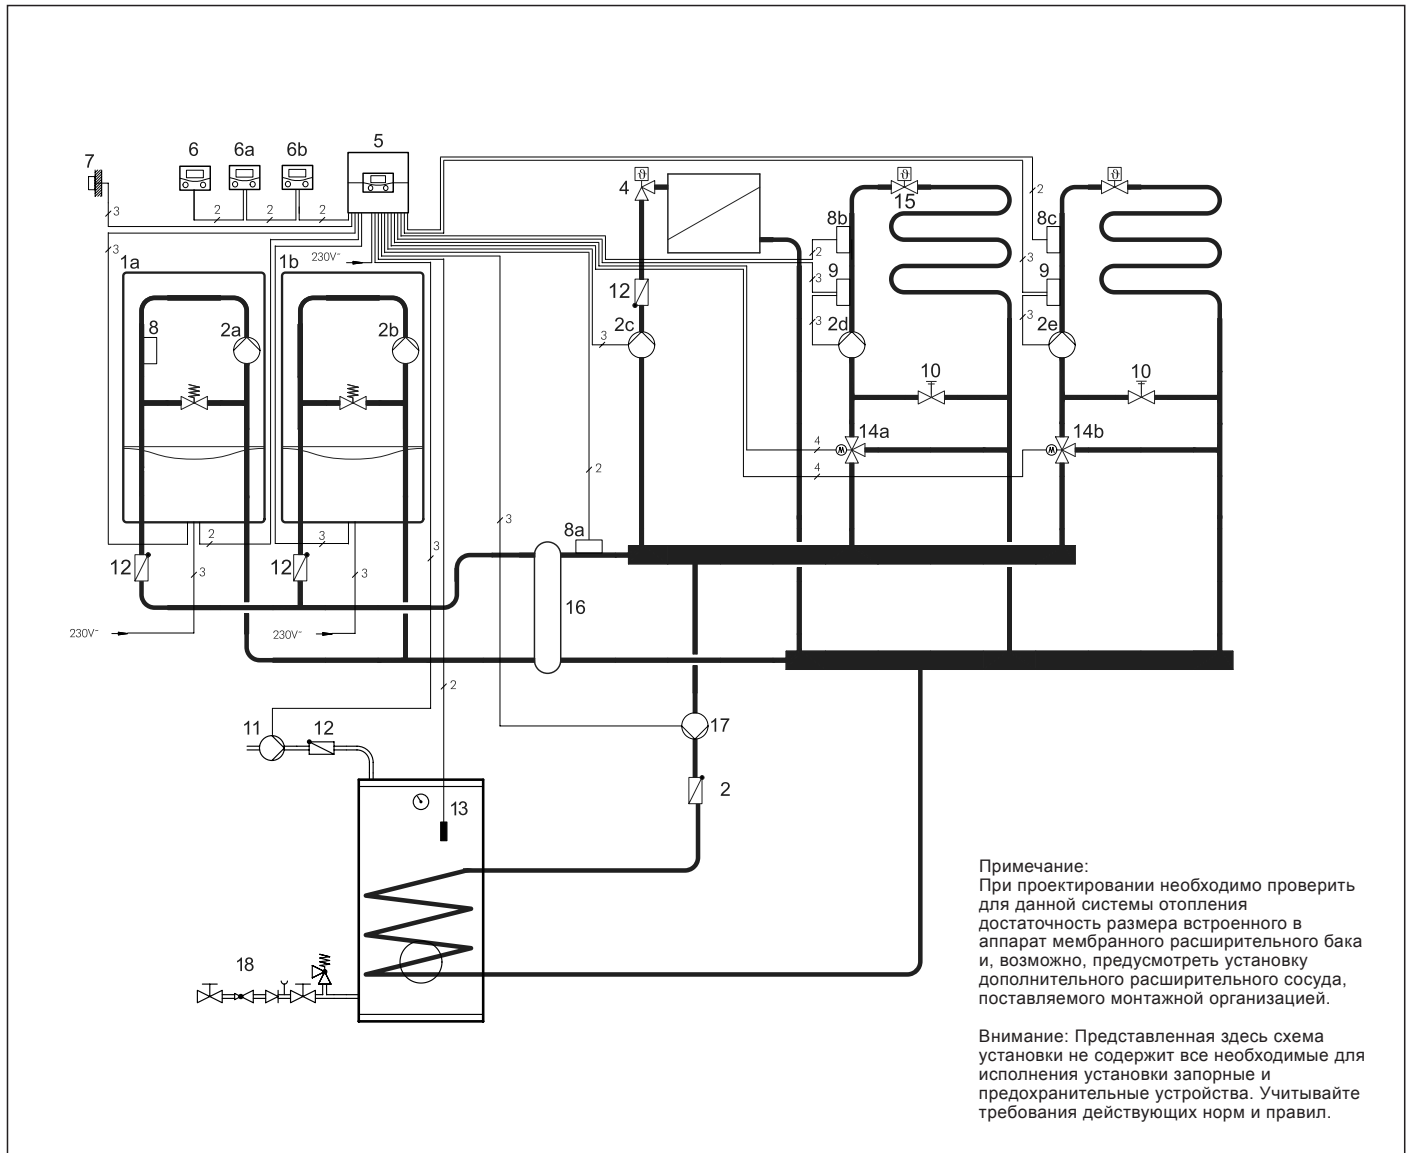 5
6
6a
6b
7
4
ϑ
ϑ
ϑ
2
3
2
2
2
15
8b
8c
3
230V~
1a
1b
2
2
9
9
12
3
3
8
2a
2b
2c
3
3
2d
3
2e
10
10
4
14a
14b
M
M
4
2
3
8a
2
3
3
12
12
3
3
16
230V~
230V~
2
11
12
17
2
13
18
Примечание:
При проектировании необходимо проверить
для данной системы отопления
достаточность размера встроенного в
аппарат мембранного расширительного бака
и, возможно, предусмотреть установку
дополнительного расширительного сосуда,
поставляемого монтажной организацией.
Внимание: Представленная здесь схема
установки не содержит все необходимые для
исполнения установки запорные и
предохранительные устройства. Учитывайте
требования действующих норм и правил.